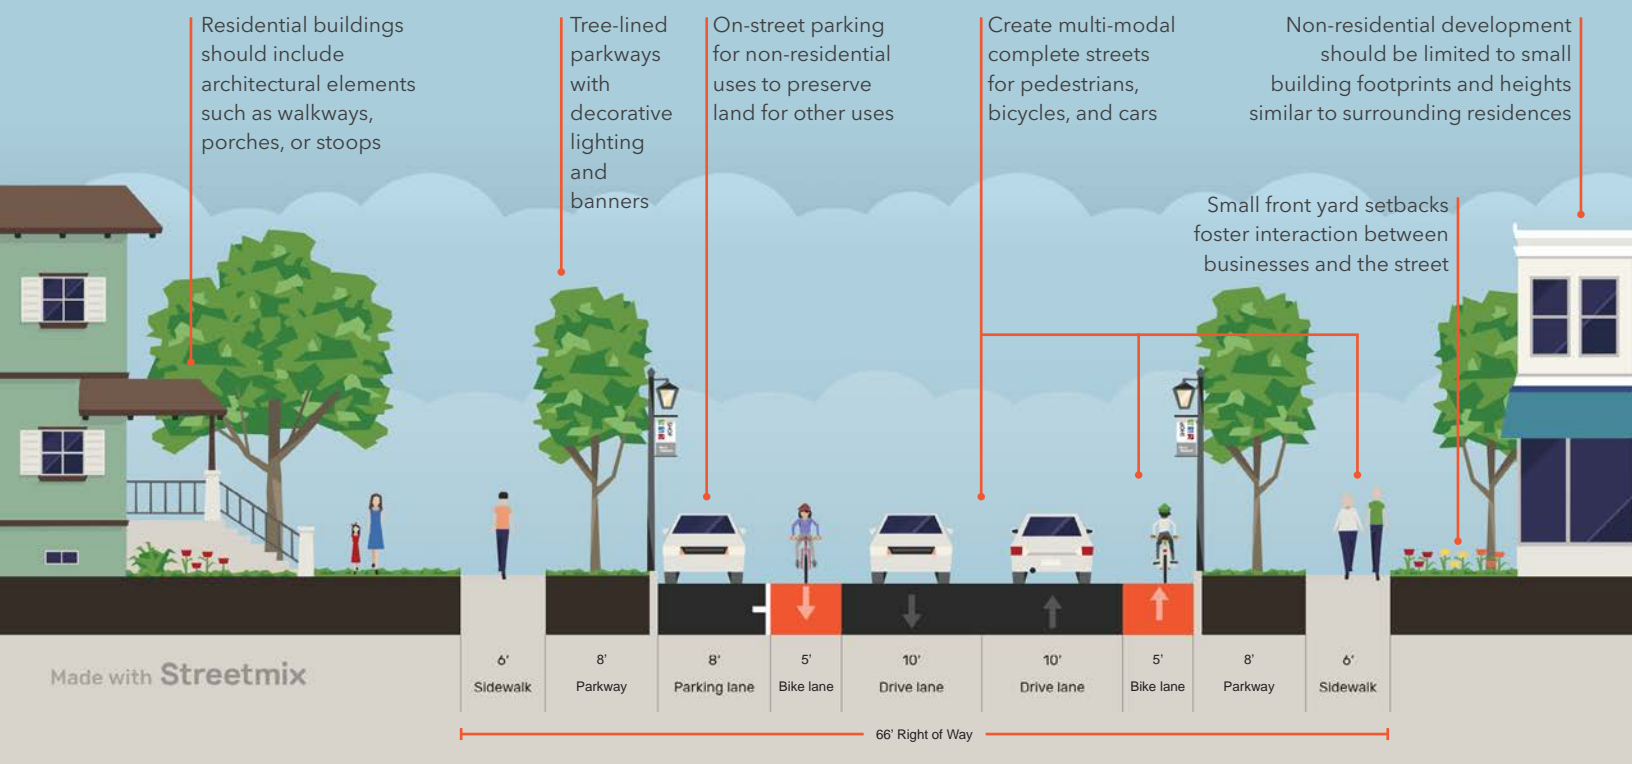 Residential buildings
should include
architectural elements
such as walkways,
porches, or stoops
Tree-lined
parkways
with
decorative
lighting
and
banners
On-street parking
for non-residential
uses to preserve
land for other uses
Create multi-modal
complete streets
for pedestrians,
bicycles, and cars
Non-residential development
should be limited to small
building footprints and heights
similar to surrounding residences
Small front yard setbacks
foster interaction between
businesses and the street
SHOP
SHOP
Made with Streetmix
6' 8' 8' 5' 10' 10' 5' 8' 6'
Sidewalk Parkway Parking lane Bike lane Drive lane Drive lane Bike lane Parkway Sidewalk
66' Right of Way